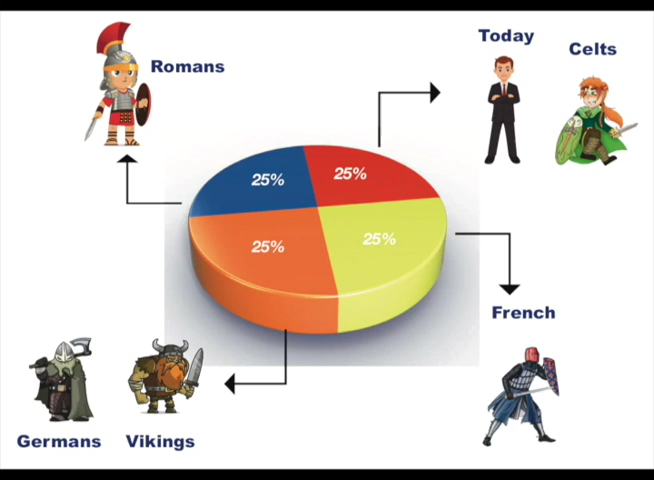 Today
Celts
Romans
25%
25%
25%
25%
French
Germans
Vikings